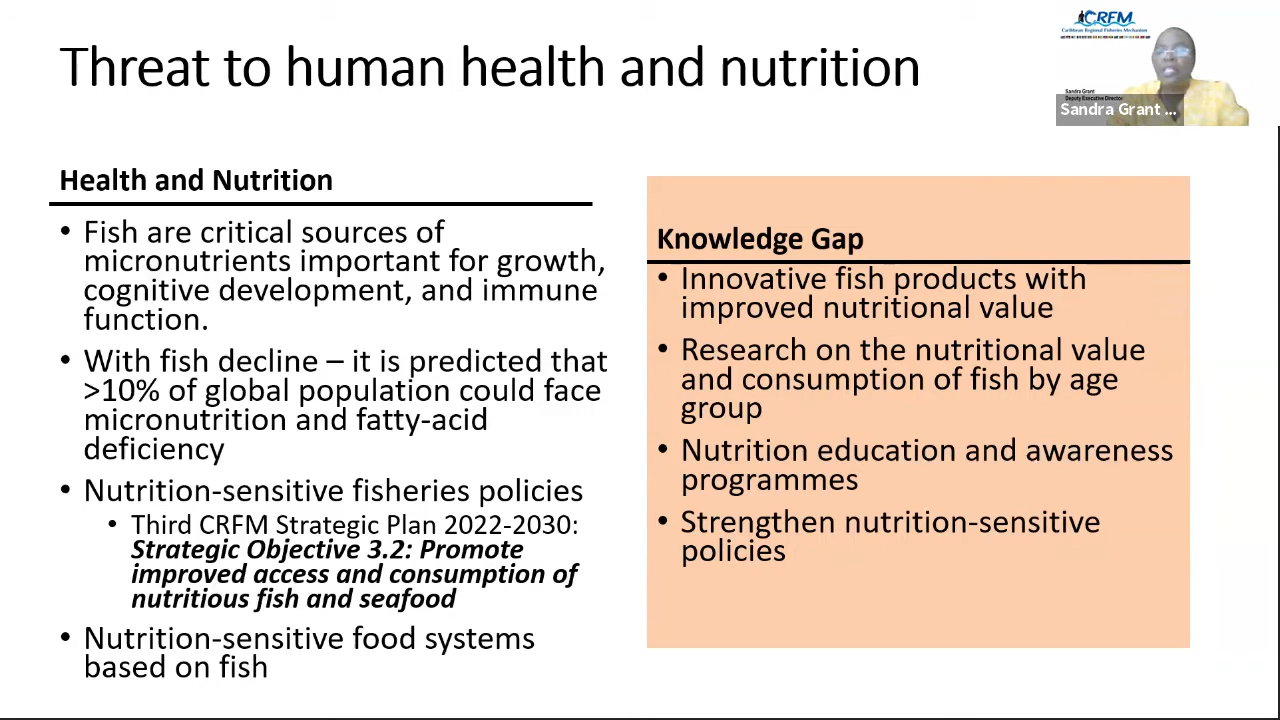 Threat to human health and nutrition
CRFM
Caribbean Regional Fisheries Mechanism
Sandra Grant
Deputy Executive Director
Sandra Grant ...
Health and Nutrition
• Fish are critical sources of
micronutrients important for growth,
cognitive development, and immune
function.
• With fish decline – it is predicted that
>10% of global population could face
micronutrition and fatty-acid
deficiency
• Nutrition-sensitive fisheries policies
• Third CRFM Strategic Plan 2022-2030:
Strategic Objective 3.2: Promote
improved access and consumption of
nutritious fish and seafood
• Nutrition-sensitive food systems
based on fish
Knowledge Gap
• Innovative fish products with
improved nutritional value
• Research on the nutritional value
and consumption of fish by age
group
• Nutrition education and awareness
programmes
• Strengthen nutrition-sensitive
policies